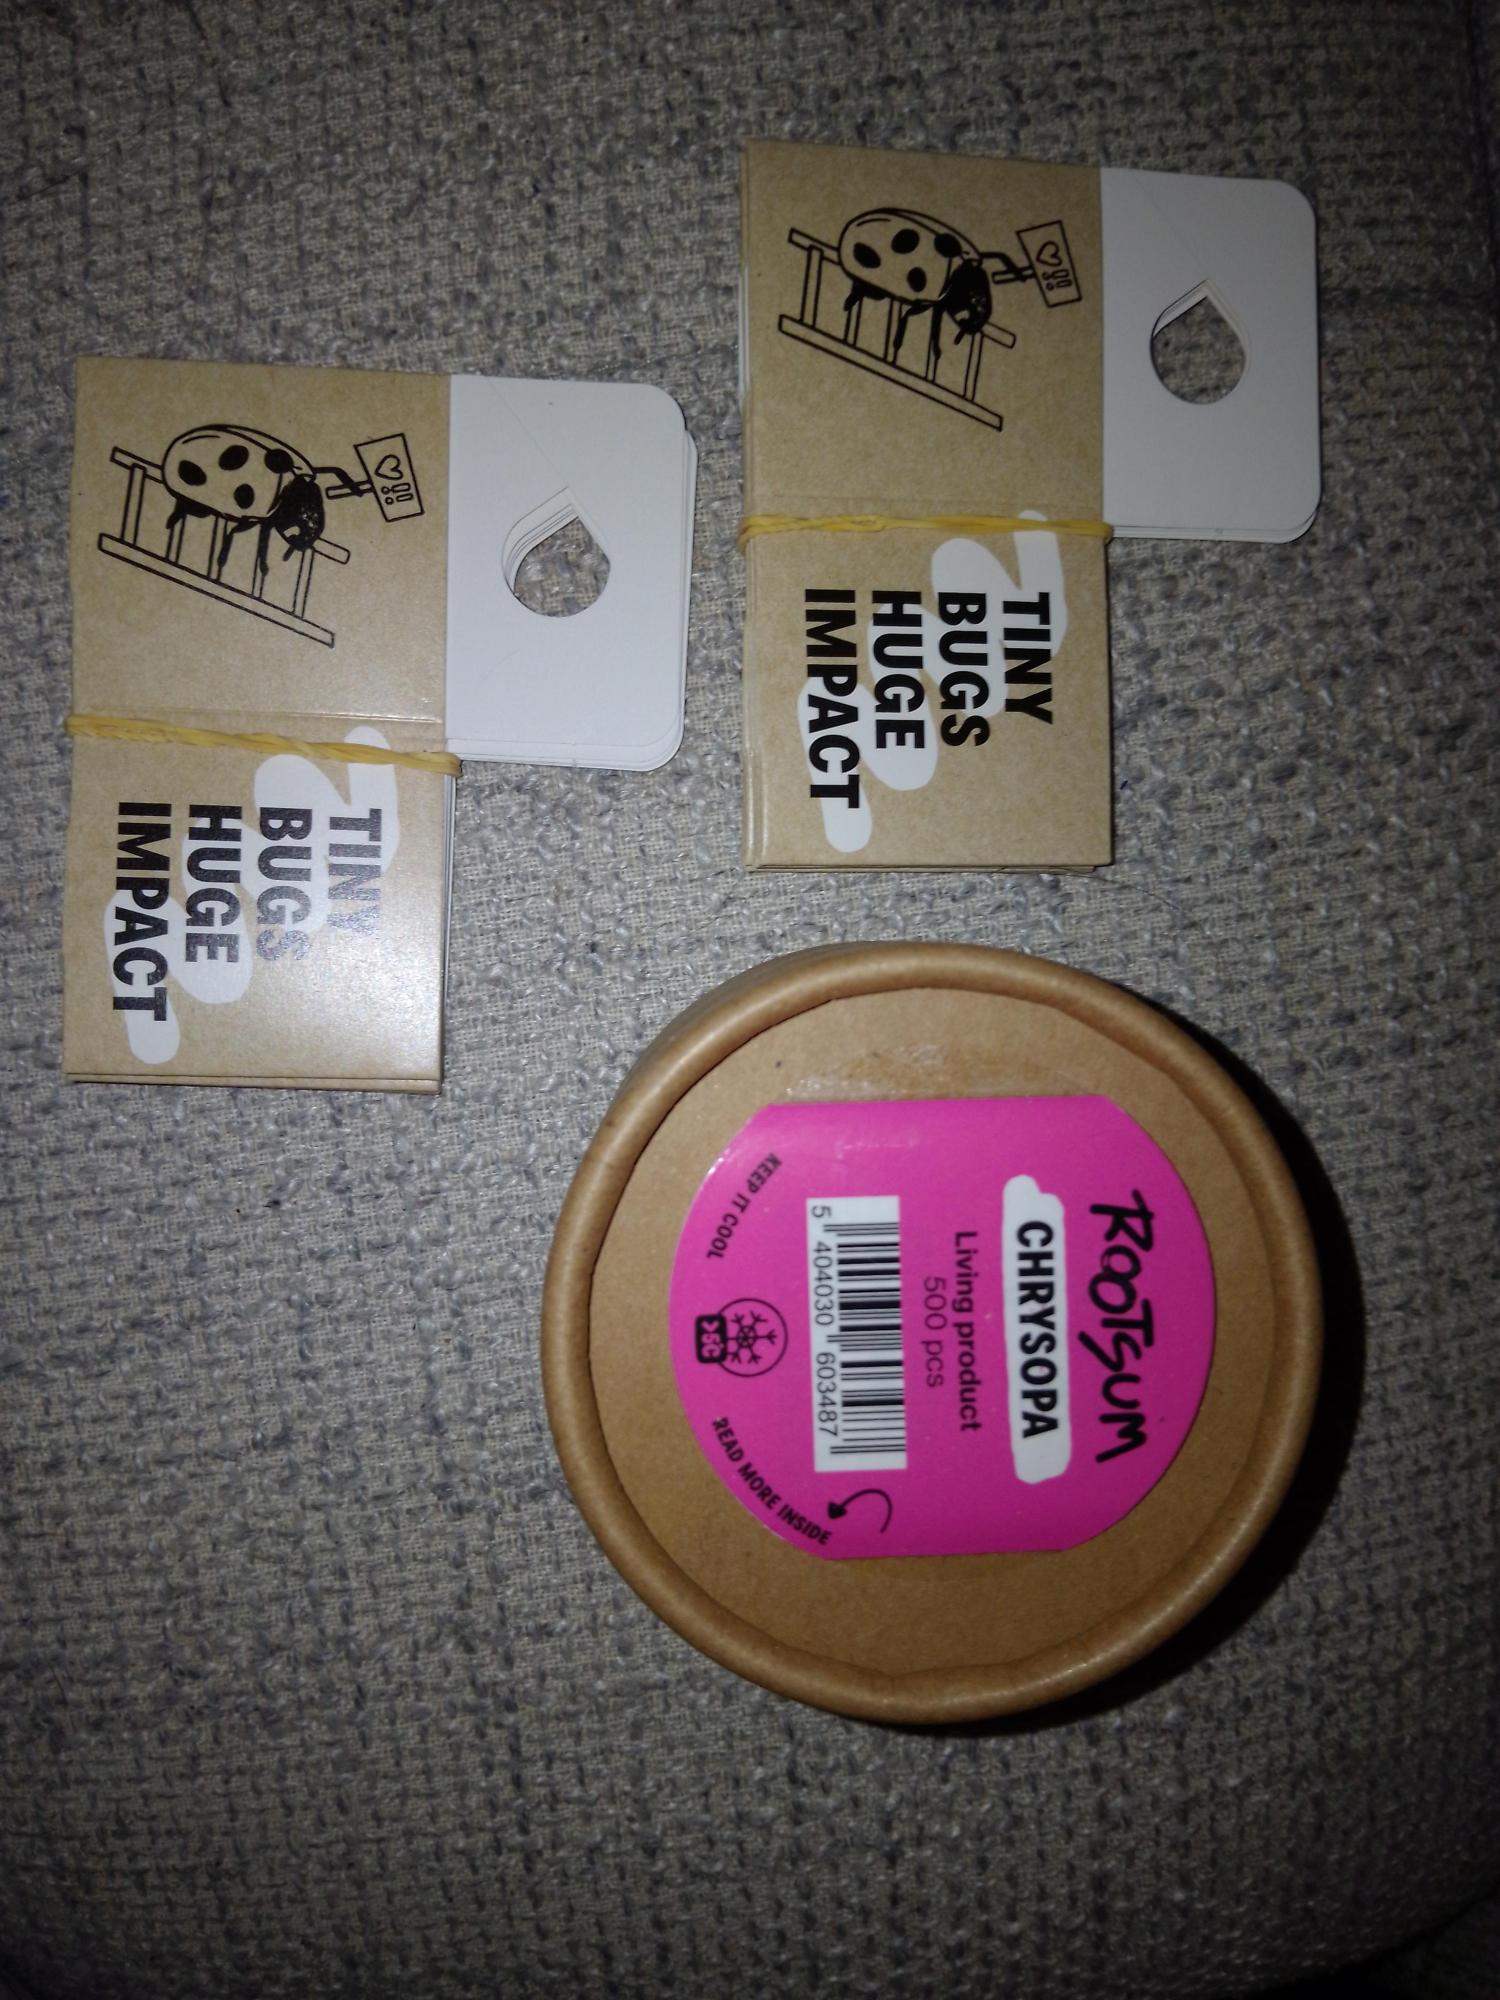 TINY
BUGS
HUGE
IMPACT
TINY
BUGS
HUGE
IMPACT
ROOTSUM
CHRYSOPA
Living product
500 pcs
5 404030 603487
KEEP IT COOL
READ MORE INSIDE